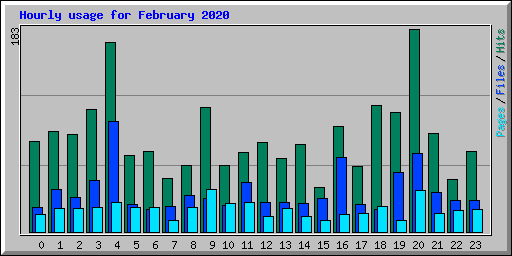 Hourly usage for February 2020
183
Pages / Files / Hits
0 1 2 3 4 5 6 7 8 9 10 11 12 13 14 15 16 17 18 19 20 21 22 23